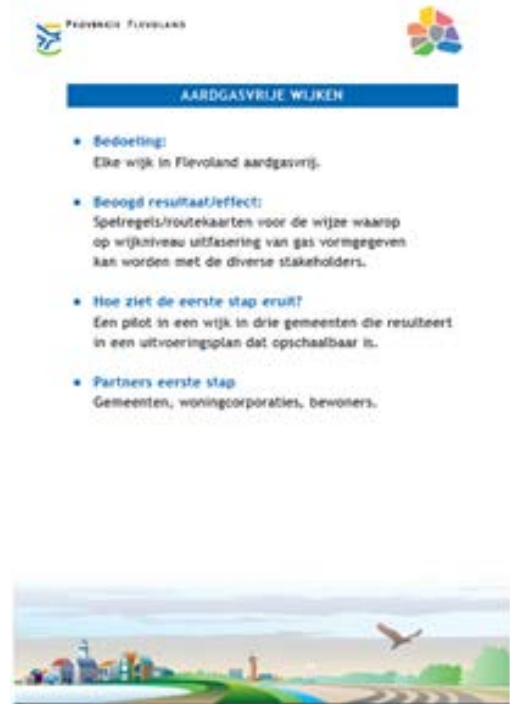 PROVINCIE FLEVOLAND
AARDGASVRIJE WIJKEN
• Bedoeling:
Elke wijk in Flevoland aardgasvrij.
• Beoogd resultaat/effect:
Spelregels/routekaarten voor de wijze waarop
op wijkniveau uitfasering van gas vormgegeven
kan worden met de diverse stakeholders.
• Hoe ziet de eerste stap eruit?
Een pilot in een wijk in drie gemeenten die resulteert
in een uitvoeringsplan dat opschaalbaar is.
• Partners eerste stap
Gemeenten, woningcorporaties, bewoners.